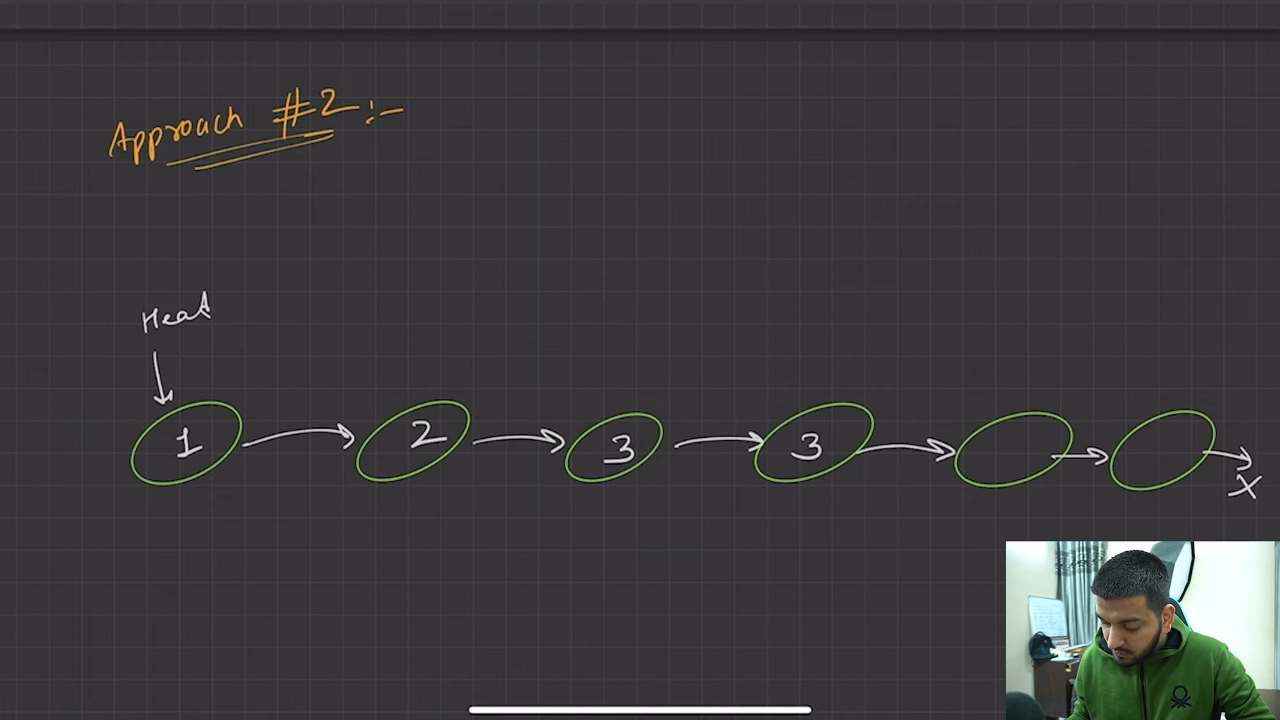 Approach #2 :-
Head
1 → 2 → 3 → 3 → → → X